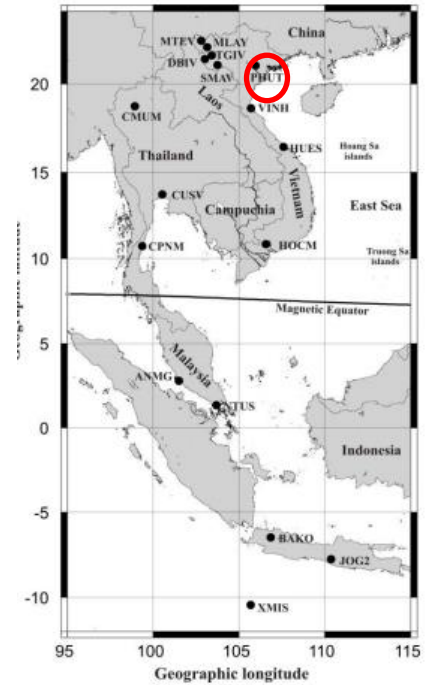 China
MTEV
MLAY
TGIV
DBIV
SMAV
PHUT
20
Laos
VINH
CMUM
HUES
Hoang Sa
islands
Thailand
Vietnam
15
CUSV
Campuchia
East Sea
CPNM
HOCM
Truong Sa
islands
10
Magnetic Equator
5
Malaysia
ANMG
NTUS
0
Indonesia
-5
BAKO
JOG2
-10
XMIS
95 100 105 110 115
Geographic longitude